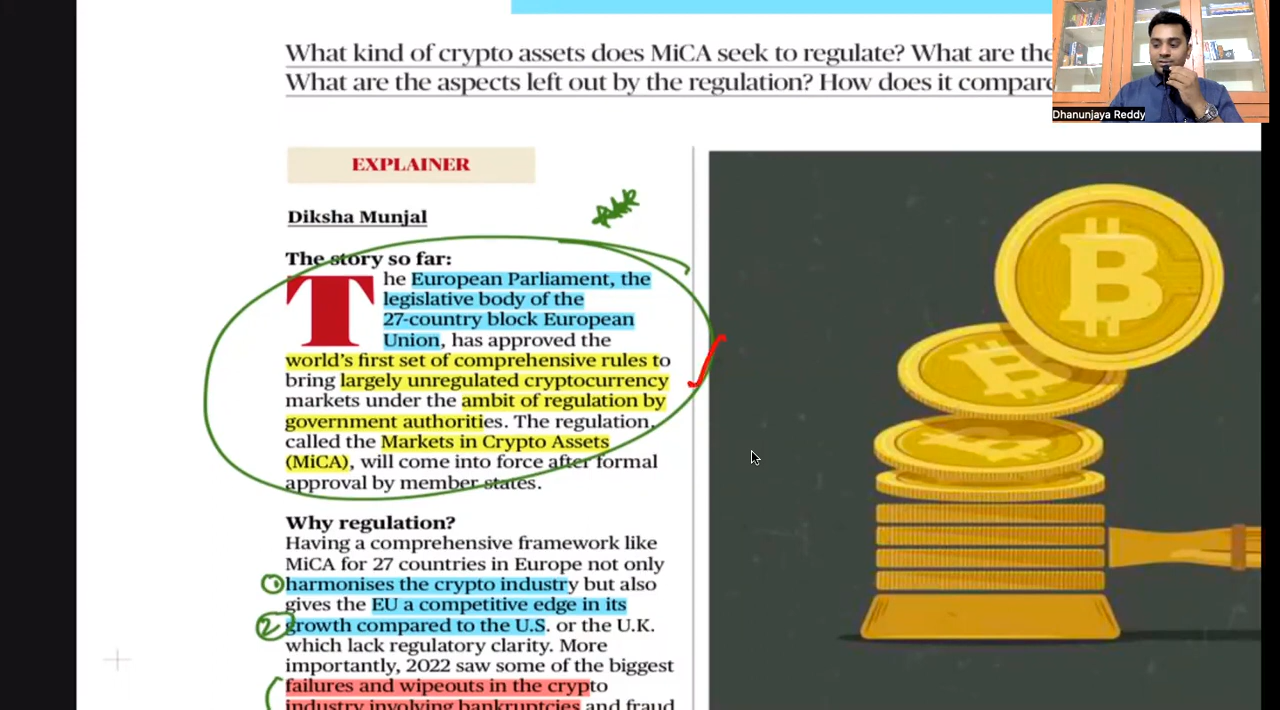 What kind of crypto assets does MiCA seek to regulate? What are the
What are the aspects left out by the regulation? How does it compare
Dhanunjaya Reddy
EXPLAINER
Diksha Munjal
The story so far:
The European Parliament, the
legislative body of the
27-country block European
Union, has approved the
world's first set of comprehensive rules to
bring largely unregulated cryptocurrency
markets under the ambit of regulation by
government authorities. The regulation,
called the Markets in Crypto Assets
(MiCA), will come into force after formal
approval by member states.
Why regulation?
Having a comprehensive framework like
MiCA for 27 countries in Europe not only
harmonises the crypto industry but also
gives the EU a competitive edge in its
2 growth compared to the U.S. or the U.K.
which lack regulatory clarity. More
importantly, 2022 saw some of the biggest
failures and wipeouts in the crypto
industry involving bankruptcies and fraud